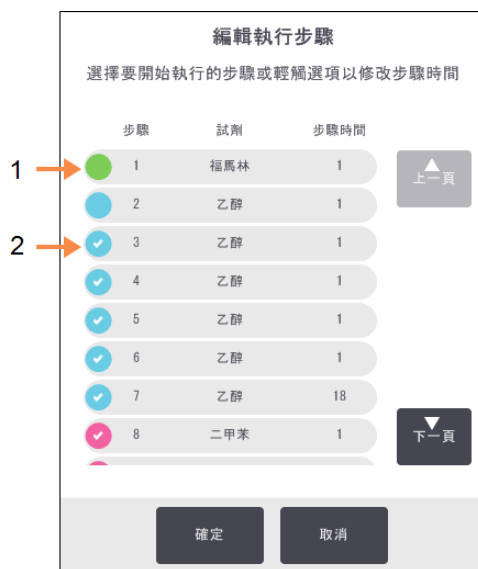 編輯執行步驟
選擇要開始執行的步驟或輕觸選項以修改步驟時間
步驟 試劑 步驟時間
1 1 福馬林 1 上一頁
2 乙醇 1
2 3 乙醇 1
4 乙醇 1
5 乙醇 1
6 乙醇 1
7 乙醇 18
8 二甲苯 1 下一頁
確定 取消